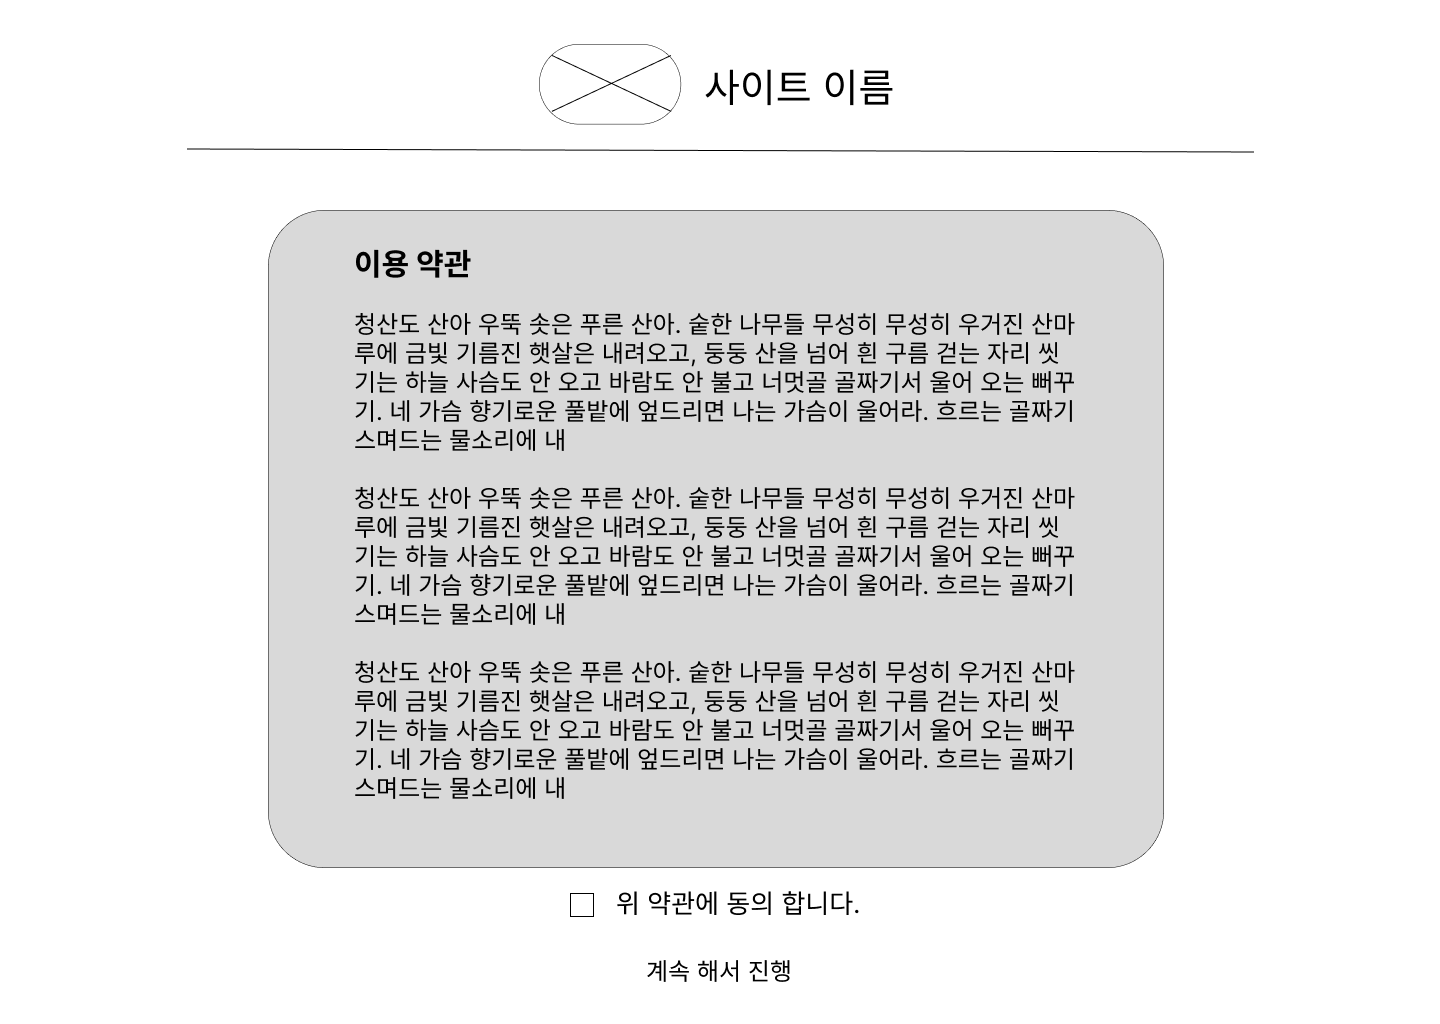 사이트 이름
이용 약관
청산도 산아 우뚝 솟은 푸른 산아. 숱한 나무들 무성히 무성히 우거진 산마
루에 금빛 기름진 햇살은 내려오고, 둥둥 산을 넘어 흰 구름 걷는 자리 씻
기는 하늘 사슴도 안 오고 바람도 안 불고 너멋골 골짜기서 울어 오는 뻐꾸
기. 네 가슴 향기로운 풀밭에 엎드리면 나는 가슴이 울어라. 흐르는 골짜기
스며드는 물소리에 내
청산도 산아 우뚝 솟은 푸른 산아. 숱한 나무들 무성히 무성히 우거진 산마
루에 금빛 기름진 햇살은 내려오고, 둥둥 산을 넘어 흰 구름 걷는 자리 씻
기는 하늘 사슴도 안 오고 바람도 안 불고 너멋골 골짜기서 울어 오는 뻐꾸
기. 네 가슴 향기로운 풀밭에 엎드리면 나는 가슴이 울어라. 흐르는 골짜기
스며드는 물소리에 내
청산도 산아 우뚝 솟은 푸른 산아. 숱한 나무들 무성히 무성히 우거진 산마
루에 금빛 기름진 햇살은 내려오고, 둥둥 산을 넘어 흰 구름 걷는 자리 씻
기는 하늘 사슴도 안 오고 바람도 안 불고 너멋골 골짜기서 울어 오는 뻐꾸
기. 네 가슴 향기로운 풀밭에 엎드리면 나는 가슴이 울어라. 흐르는 골짜기
스며드는 물소리에 내
위 약관에 동의 합니다.
계속 해서 진행